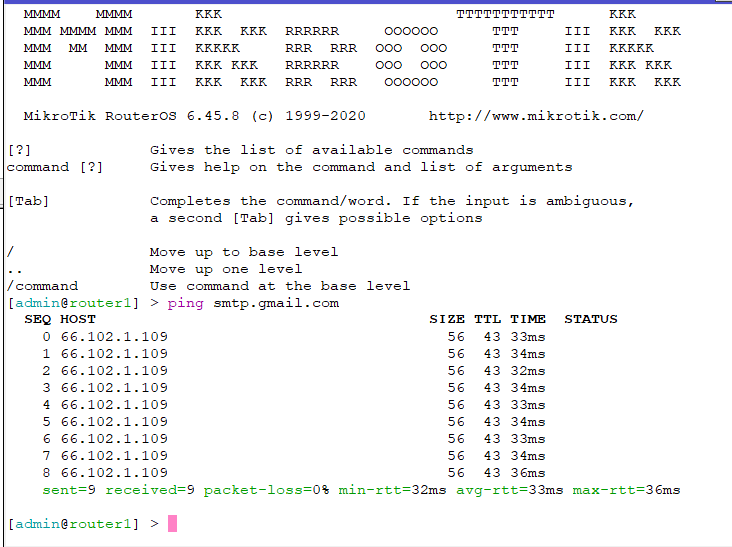 MMMM    MMMM       KKK                          TTTTTTTTTTT      KKK
MMM MMMM MMM  III  KKK  KKK  RRRRRR     OOOOOO      TTT     III  KKK  KKK
MMM  MM  MMM  III  KKKKK     RRR  RRR  OOO  OOO     TTT     III  KKKKK
MMM      MMM  III  KKK KKK   RRRRRR    OOO  OOO     TTT     III  KKK KKK
MMM      MMM  III  KKK  KKK  RRR  RRR   OOOOOO      TTT     III  KKK  KKK
MikroTik RouterOS 6.45.8 (c) 1999-2020       http://www.mikrotik.com/
[?]             Gives the list of available commands
command [?]     Gives help on the command and list of arguments
[Tab]           Completes the command/word. If the input is ambiguous,
a second [Tab] gives possible options
/               Move up to base level
..              Move up one level
/command        Use command at the base level
[admin@router1] > ping smtp.gmail.com
SEQ HOST                                     SIZE TTL TIME  STATUS
0 66.102.1.109                               56  43 33ms
1 66.102.1.109                               56  43 34ms
2 66.102.1.109                               56  43 32ms
3 66.102.1.109                               56  43 34ms
4 66.102.1.109                               56  43 33ms
5 66.102.1.109                               56  43 34ms
6 66.102.1.109                               56  43 33ms
7 66.102.1.109                               56  43 34ms
8 66.102.1.109                               56  43 36ms
sent=9 received=9 packet-loss=0% min-rtt=32ms avg-rtt=33ms max-rtt=36ms
[admin@router1] >